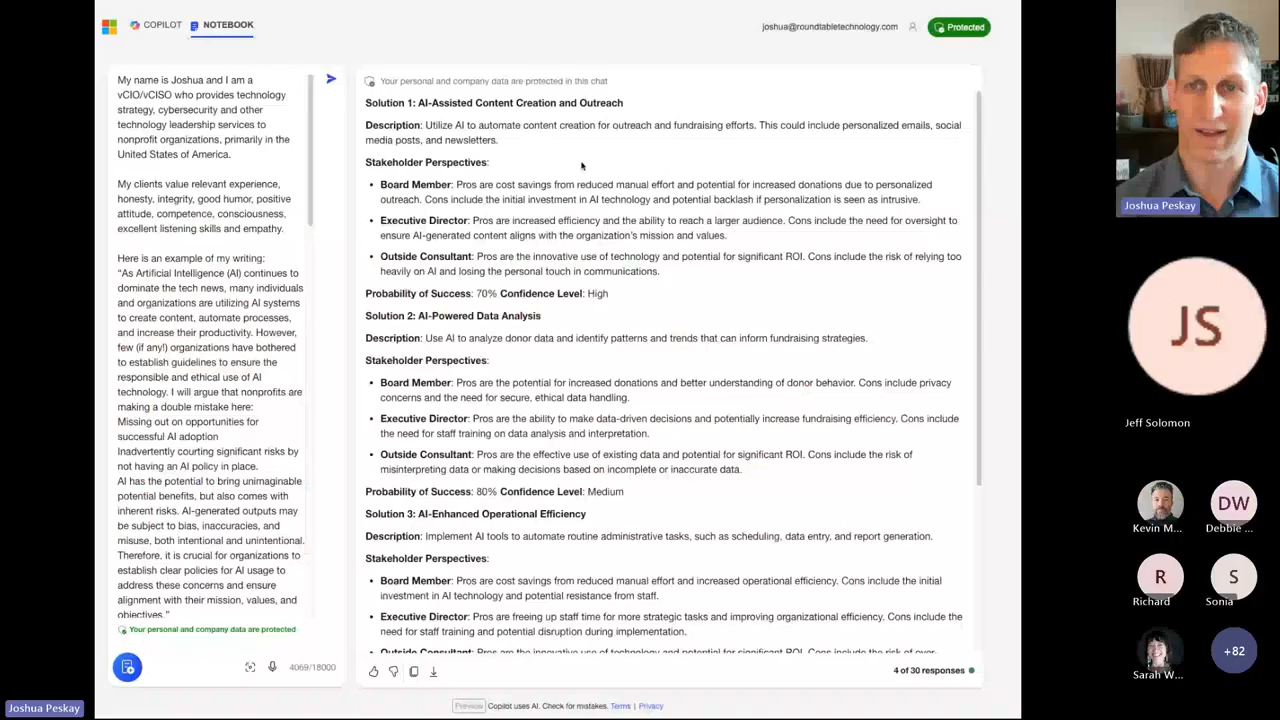 COPILOT
NOTEBOOK
joshua@roundtabletechnology.com
Protected
My name is Joshua and I am a
vCIO/vCISO who provides technology
strategy, cybersecurity and other
technology leadership services to
nonprofit organizations, primarily in the
United States of America.
My clients value relevant experience,
honesty, integrity, good humor, positive
attitude, competence, consciousness.
excellent listening skills and empathy.
Here is an example of my writing:
“As Artificial Intelligence (AI) continues to
dominate the tech news, many individuals
and organizations are utilizing AI systems
to create content, automate processes,
and increase their productivity. However,
few (if any!) organizations have bothered
to establish guidelines to ensure the
responsible and ethical use of AI
technology. I will argue that nonprofits are
making a double mistake here:
Missing out on opportunities for
successful AI adoption
Inadvertently courting significant risks by
not having an AI policy in place.
AI has the potential to bring unimaginable
potential benefits, but also comes with
inherent risks. AI-generated outputs may
be subject to bias, inaccuracies, and
misuse, both intentional and unintentional.
Therefore, it is crucial for organizations to
establish clear policies for AI usage to
address these concerns and ensure
alignment with their mission, values, and
objectives.”
Your personal and company data are protected
4069/18000
Your personal and company data are protected in this chat
Solution 1: AI-Assisted Content Creation and Outreach
Description: Utilize AI to automate content creation for outreach and fundraising efforts. This could include personalized emails, social
media posts, and newsletters.
Stakeholder Perspectives:
• Board Member: Pros are cost savings from reduced manual effort and potential for increased donations due to personalized
outreach. Cons include the initial investment in AI technology and potential backlash if personalization is seen as intrusive.
• Executive Director: Pros are increased efficiency and the ability to reach a larger audience. Cons include the need for oversight to
ensure AI-generated content aligns with the organization's mission and values.
• Outside Consultant: Pros are the innovative use of technology and potential for significant ROI. Cons include the risk of relying too
heavily on AI and losing the personal touch in communications.
Probability of Success: 70% Confidence Level: High
Solution 2: AI-Powered Data Analysis
Description: Use AI to analyze donor data and identify patterns and trends that can inform fundraising strategies.
Stakeholder Perspectives:
• Board Member: Pros are the potential for increased donations and better understanding of donor behavior. Cons include privacy
concerns and the need for secure, ethical data handling.
• Executive Director: Pros are the ability to make data-driven decisions and potentially increase fundraising efficiency. Cons include
the need for staff training on data analysis and interpretation.
• Outside Consultant: Pros are the effective use of existing data and potential for significant ROI. Cons include the risk of
misinterpreting data or making decisions based on incomplete or inaccurate data.
Probability of Success: 80% Confidence Level: Medium
Solution 3: AI-Enhanced Operational Efficiency
Description: Implement AI tools to automate routine administrative tasks, such as scheduling, data entry, and report generation.
Stakeholder Perspectives:
• Board Member: Pros are cost savings from reduced manual effort and increased operational efficiency. Cons include the initial
investment in AI technology and potential resistance from staff.
• Executive Director: Pros are freeing up staff time for more strategic tasks and improving organizational efficiency. Cons include the
need for staff training and potential disruption during implementation.
Outside Consultant: Pros are the innovative use of technology and potential for significant ROI. Cons include the risk of over-
4 of 30 responses
Preview Copilot uses AI. Check for mistakes. Terms | Privacy
Joshua Peskay
Joshua Peskay
JS
Jeff Solomon
DW
Kevin M...
Debbie ...
R
S
Richard
Sonia
+82
Sarah W...